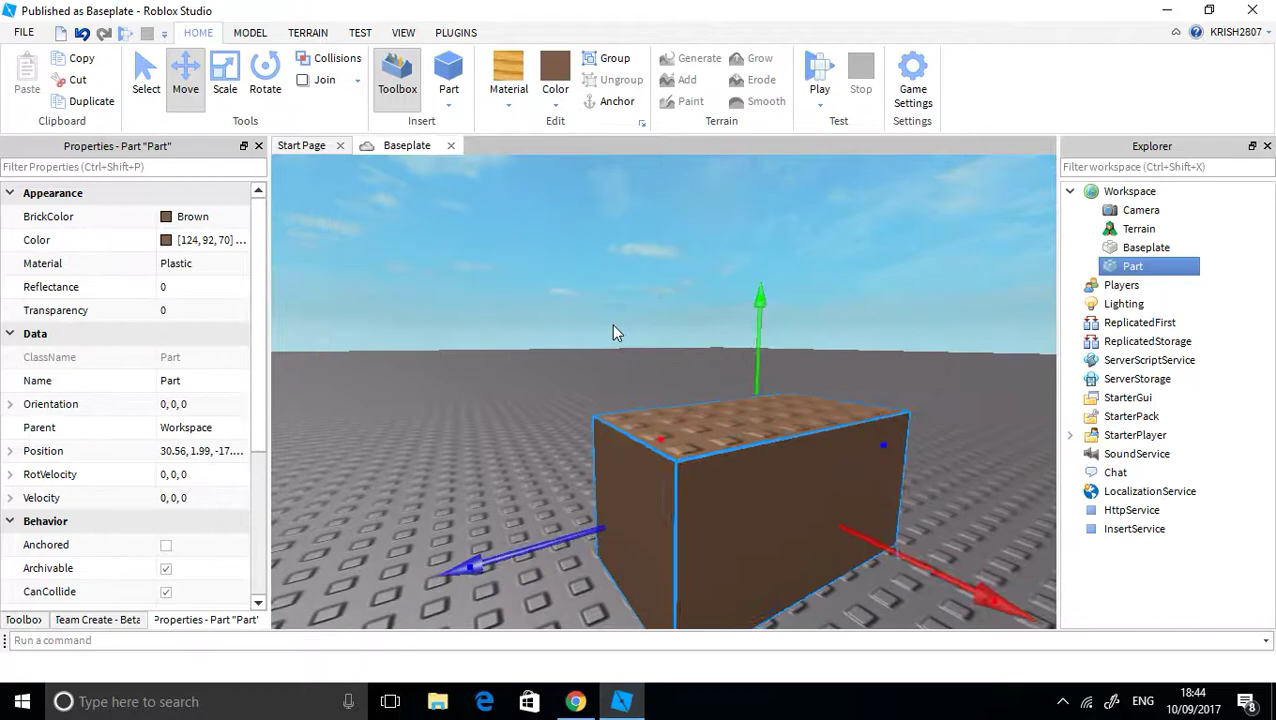 Published as Baseplate - Roblox Studio
FILE HOME MODEL TERRAIN TEST VIEW PLUGINS KRISH2807
Paste Copy Cut Duplicate Clipboard
Select Move Scale Rotate Collisions Join Tools
Toolbox Part Insert
Material Color Group Ungroup Anchor Edit
Generate Grow Add Erode Paint Smooth Terrain
Play Stop Test
Game Settings Settings
Properties - Part "Part"
Filter Properties (Ctrl+Shift+P)
Appearance
BrickColor Brown
Color [124, 92, 70] ...
Material Plastic
Reflectance 0
Transparency 0
Data
ClassName Part
Name Part
Orientation 0, 0, 0
Parent Workspace
Position 30.56, 1.99, -17....
RotVelocity 0, 0, 0
Velocity 0, 0, 0
Behavior
Anchored
Archivable
CanCollide
Toolbo Team Create - Beta Properties - Part "Part"
Start Page Baseplate
Explorer
Filter workspace (Ctrl+Shift+X)
Workspace
Camera
Terrain
Baseplate
Part
Players
Lighting
ReplicatedFirst
ReplicatedStorage
ServerScriptService
ServerStorage
StarterGui
StarterPack
StarterPlayer
SoundService
Chat
LocalizationService
HttpService
InsertService
Run a command
Type here to search
ENG
18:44
10/09/2017
8